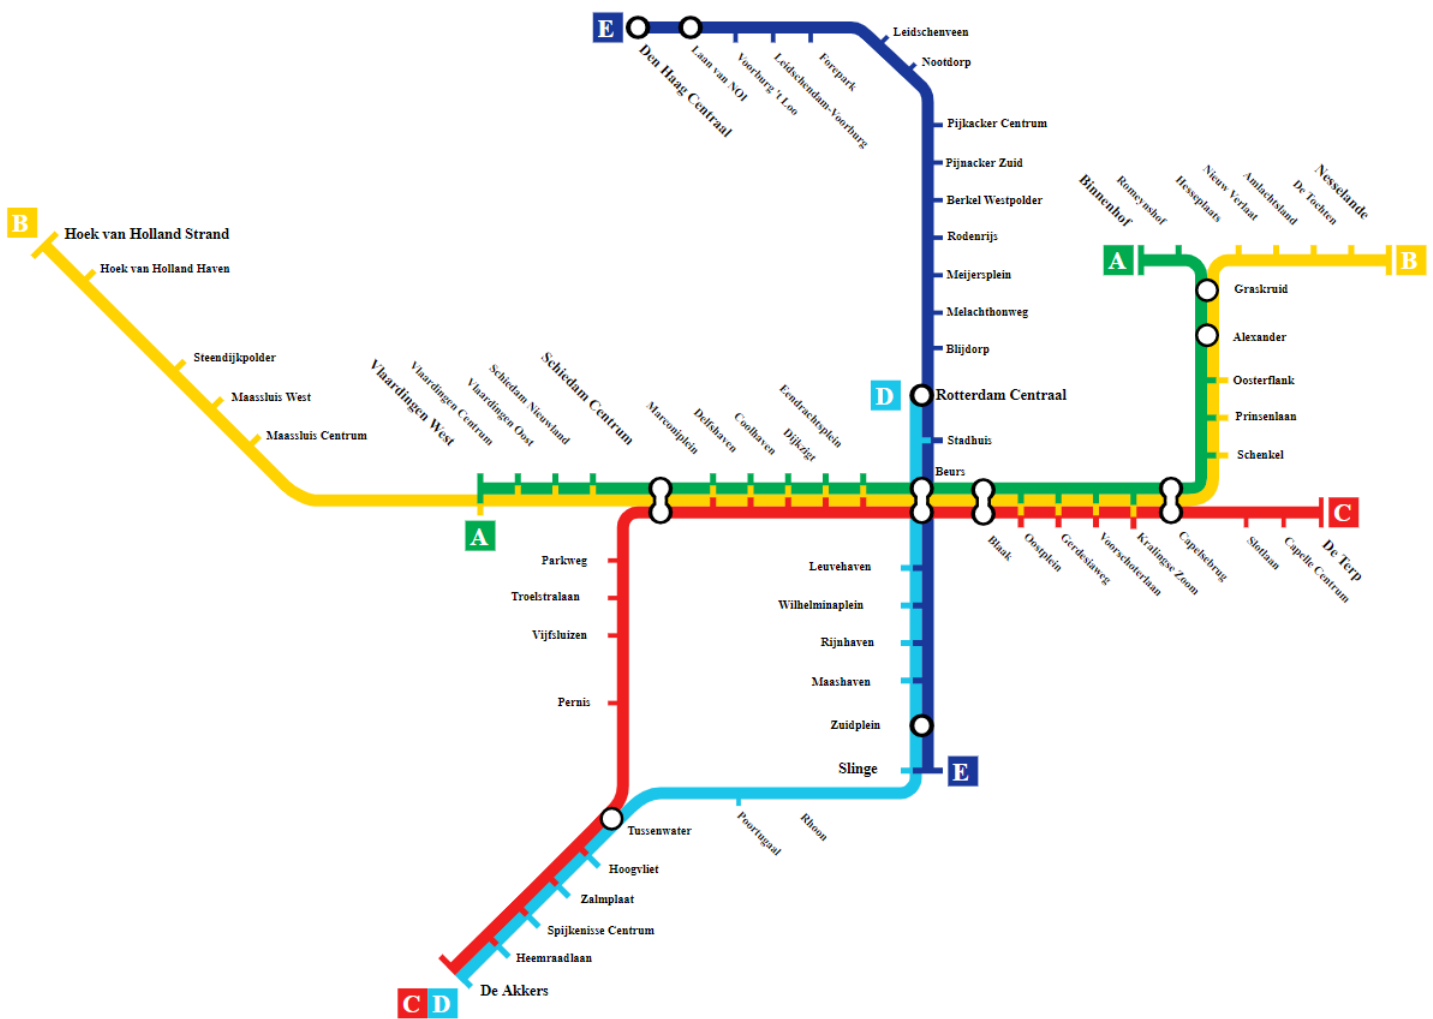 E
Den Haag Centraal
Laan van NOI
Voorburg 't Loo
Leidschendam-Voorburg
Forepark
Leidschenveen
Nootdorp
Pijkacker Centrum
Pijnacker Zuid
Berkel Westpolder
Rodenrijs
Meijersplein
Melachthonweg
Blijdorp
D
Rotterdam Centraal
Stadhuis
Beurs
Binnenhof
Romeynshof
Hesseplaats
Nieuw Verlaat
Amlachtsland
De Tochten
Nesselande
A
B
Graskruid
Alexander
Oosterflank
Prinsenlaan
Schenkel
B
Hoek van Holland Strand
Hoek van Holland Haven
Steendijkpolder
Maassluis West
Maassluis Centrum
Vlaardingen West
Vlaardingen Centrum
Vlaardingen Oost
Schiedam Nieuwland
Schiedam Centrum
Marconiplein
Delfshaven
Coolhaven
Dijkzigt
Eendrachtsplein
A
C
Blaak
Oostplein
Gerdesiaweg
Voorschoterlaan
Kralingse Zoom
Capelsebrug
Slotlaan
Capelle Centrum
De Terp
Parkweg
Troelstralaan
Vijfsluizen
Pernis
Leuvehaven
Wilhelminaplein
Rijnhaven
Maashaven
Zuidplein
Slinge
E
Poortugaal
Rhoon
Tussenwater
Hoogvliet
Zalmplaat
Spijkenisse Centrum
Heemraadlaan
De Akkers
C D